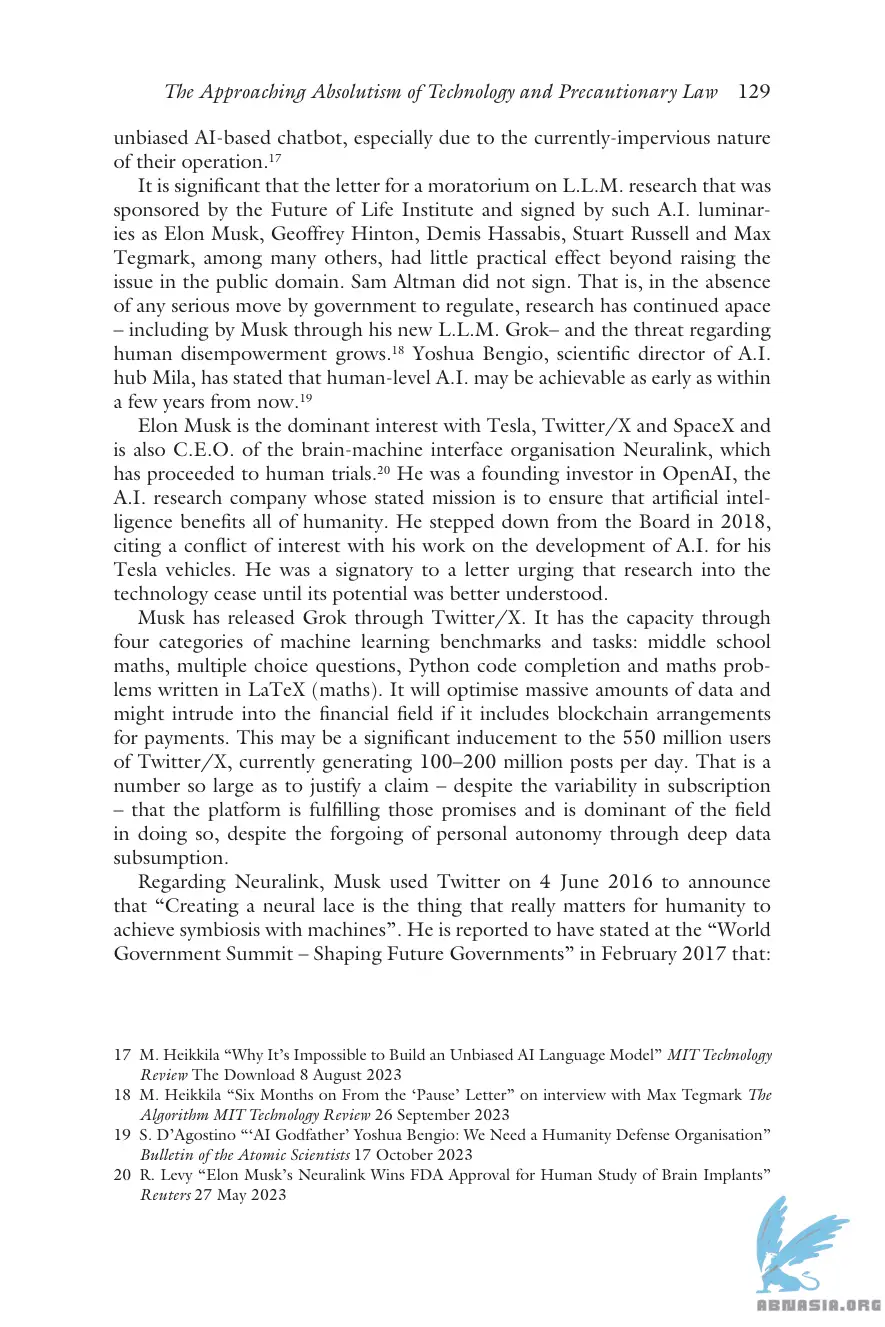 The Approaching Absolutism of Technology and Precautionary Law 129
unbiased AI-based chatbot, especially due to the currently-impervious nature
of their operation.17
It is significant that the letter for a moratorium on L.L.M. research that was
sponsored by the Future of Life Institute and signed by such A.I. luminar-
ies as Elon Musk, Geoffrey Hinton, Demis Hassabis, Stuart Russell and Max
Tegmark, among many others, had little practical effect beyond raising the
issue in the public domain. Sam Altman did not sign. That is, in the absence
of any serious move by government to regulate, research has continued apace
– including by Musk through his new L.L.M. Grok– and the threat regarding
human disempowerment grows.18 Yoshua Bengio, scientific director of A.I.
hub Mila, has stated that human-level A.I. may be achievable as early as within
a few years from now.19
Elon Musk is the dominant interest with Tesla, Twitter/X and SpaceX and
is also C.E.O. of the brain-machine interface organisation Neuralink, which
has proceeded to human trials.20 He was a founding investor in OpenAI, the
A.I. research company whose stated mission is to ensure that artificial intel-
ligence benefits all of humanity. He stepped down from the Board in 2018,
citing a conflict of interest with his work on the development of A.I. for his
Tesla vehicles. He was a signatory to a letter urging that research into the
technology cease until its potential was better understood.
Musk has released Grok through Twitter/X. It has the capacity through
four categories of machine learning benchmarks and tasks: middle school
maths, multiple choice questions, Python code completion and maths prob-
lems written in LaTeX (maths). It will optimise massive amounts of data and
might intrude into the financial field if it includes blockchain arrangements
for payments. This may be a significant inducement to the 550 million users
of Twitter/X, currently generating 100–200 million posts per day. That is a
number so large as to justify a claim – despite the variability in subscription
– that the platform is fulfilling those promises and is dominant of the field
in doing so, despite the forgoing of personal autonomy through deep data
subsumption.
Regarding Neuralink, Musk used Twitter on 4 June 2016 to announce
that “Creating a neural lace is the thing that really matters for humanity to
achieve symbiosis with machines”. He is reported to have stated at the “World
Government Summit – Shaping Future Governments” in February 2017 that:
17 M. Heikkila “Why It’s Impossible to Build an Unbiased AI Language Model” MIT Technology
Review The Download 8 August 2023
18 M. Heikkila “Six Months on From the ‘Pause’ Letter” on interview with Max Tegmark The
Algorithm MIT Technology Review 26 September 2023
19 S. D’Agostino “‘AI Godfather’ Yoshua Bengio: We Need a Humanity Defense Organisation”
Bulletin of the Atomic Scientists 17 October 2023
20 R. Levy “Elon Musk’s Neuralink Wins FDA Approval for Human Study of Brain Implants”
Reuters 27 May 2023
ABNASIA.ORG